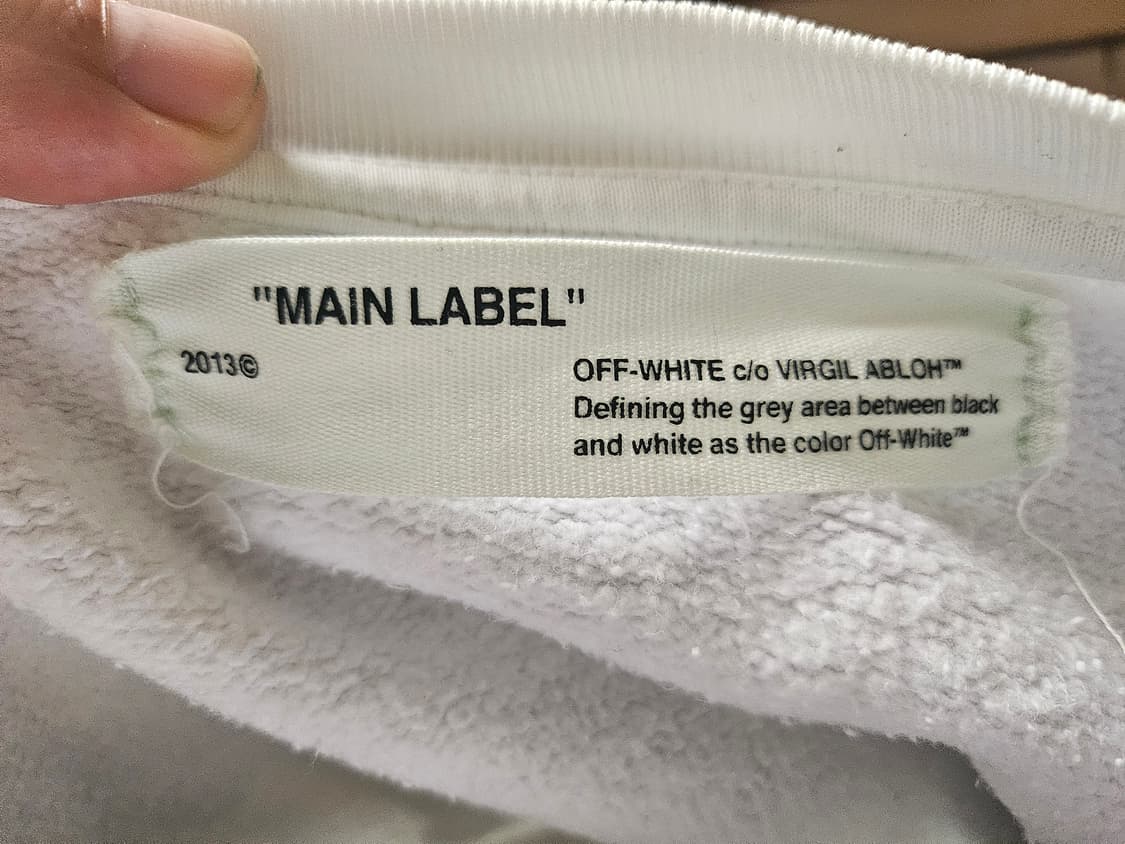 "MAIN LABEL"
2013©
OFF-WHITE c/o VIRGIL ABLOH™
Defining the grey area between black
and white as the color Off-White™